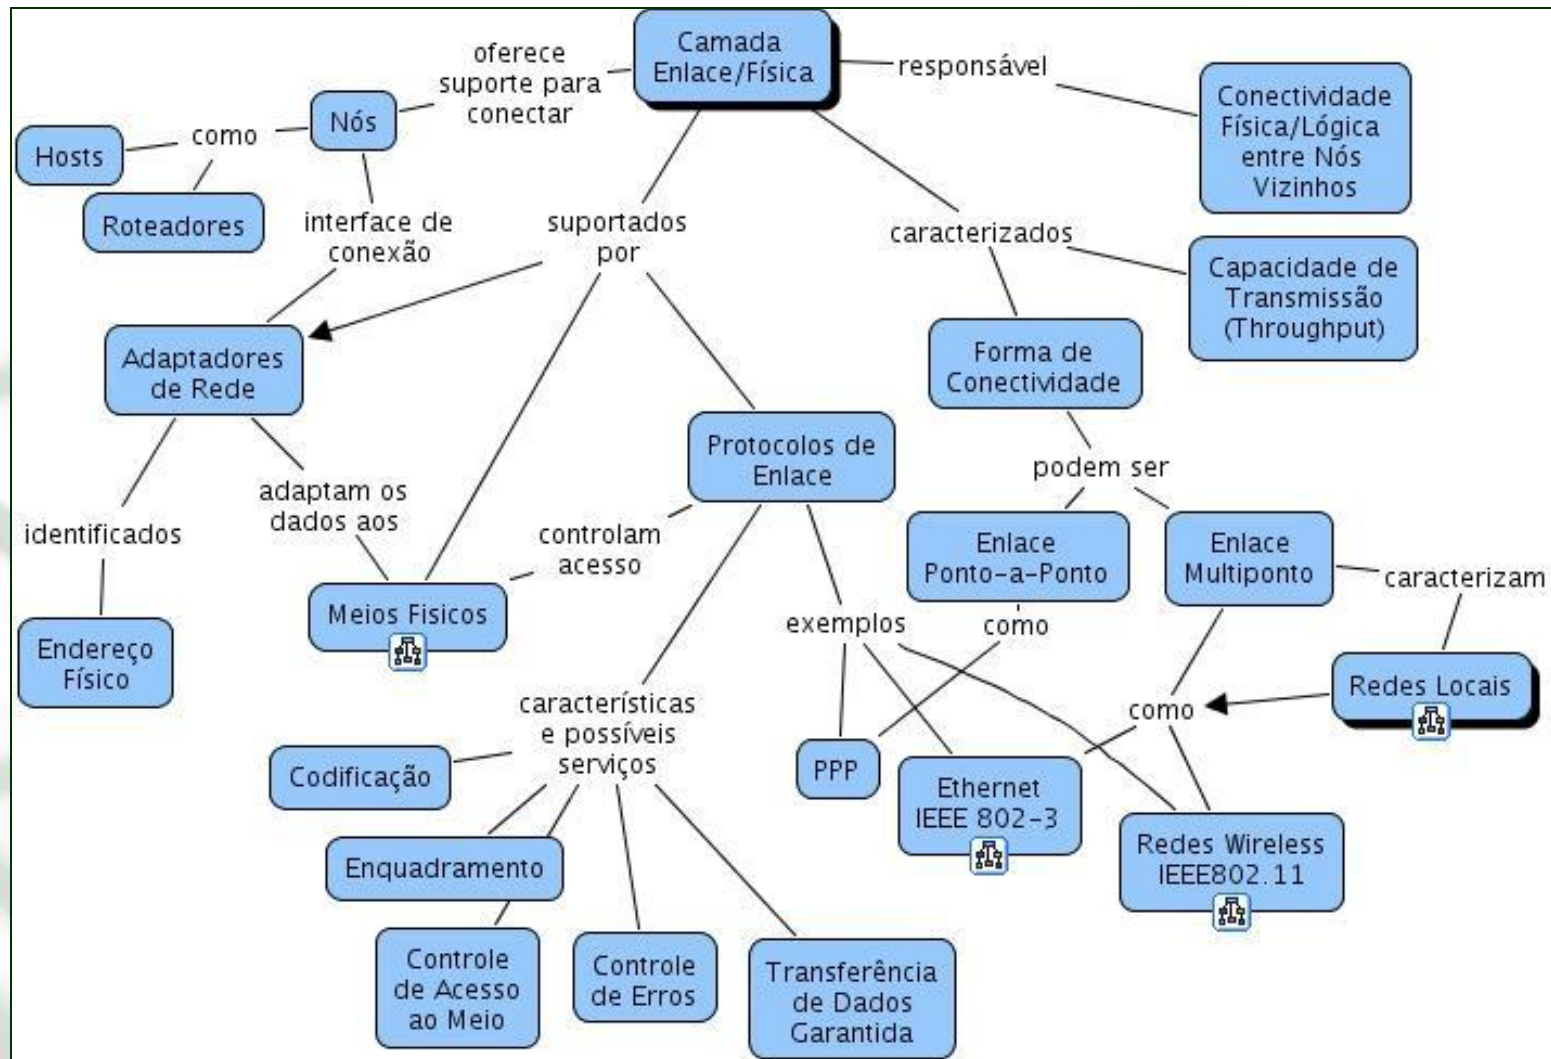 Camada
Enlace/Física
oferece
suporte para
conectar
responsável
Conectividade
Física/Lógica
entre Nós
Vizinhos
Nós
como
Hosts
Roteadores
interface de
conexão
suportados
por
caracterizados
Capacidade de
Transmissão
(Throughput)
Adaptadores
de Rede
Forma de
Conectividade
Protocolos de
Enlace
podem ser
identificados
adaptam os
dados aos
controlam
acesso
Enlace
Ponto-a-Ponto
Enlace
Multiponto
caracterizam
Endereço
Físico
Meios Fisicos
exemplos
como
Redes Locais
características
e possíveis
serviços
como
Codificação
PPP
Ethernet
IEEE 802-3
Redes Wireless
IEEE802.11
Enquadramento
Controle
de Acesso
ao Meio
Controle
de Erros
Transferência
de Dados
Garantida